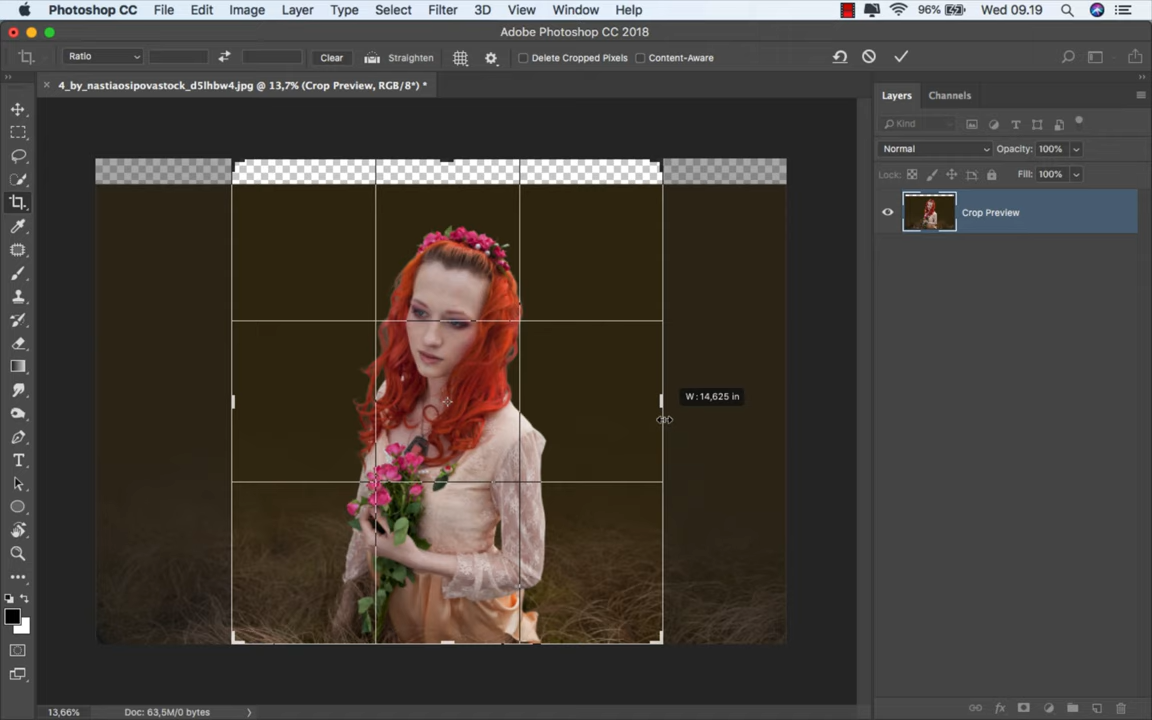 Photoshop CC File Edit Image Layer Type Select Filter 3D View Window Help 96% Wed 09.19
Adobe Photoshop CC 2018
Ratio Clear Straighten Delete Cropped Pixels Content-Aware
4_by_nastiaosipovastock_d5lhbw4.jpg @ 13,7% (Crop Preview, RGB/8*) *
Layers Channels
Kind
Normal Opacity: 100%
Lock: Fill: 100%
Crop Preview
W : 14,625 in
13,66% Doc: 63,5M/0 bytes